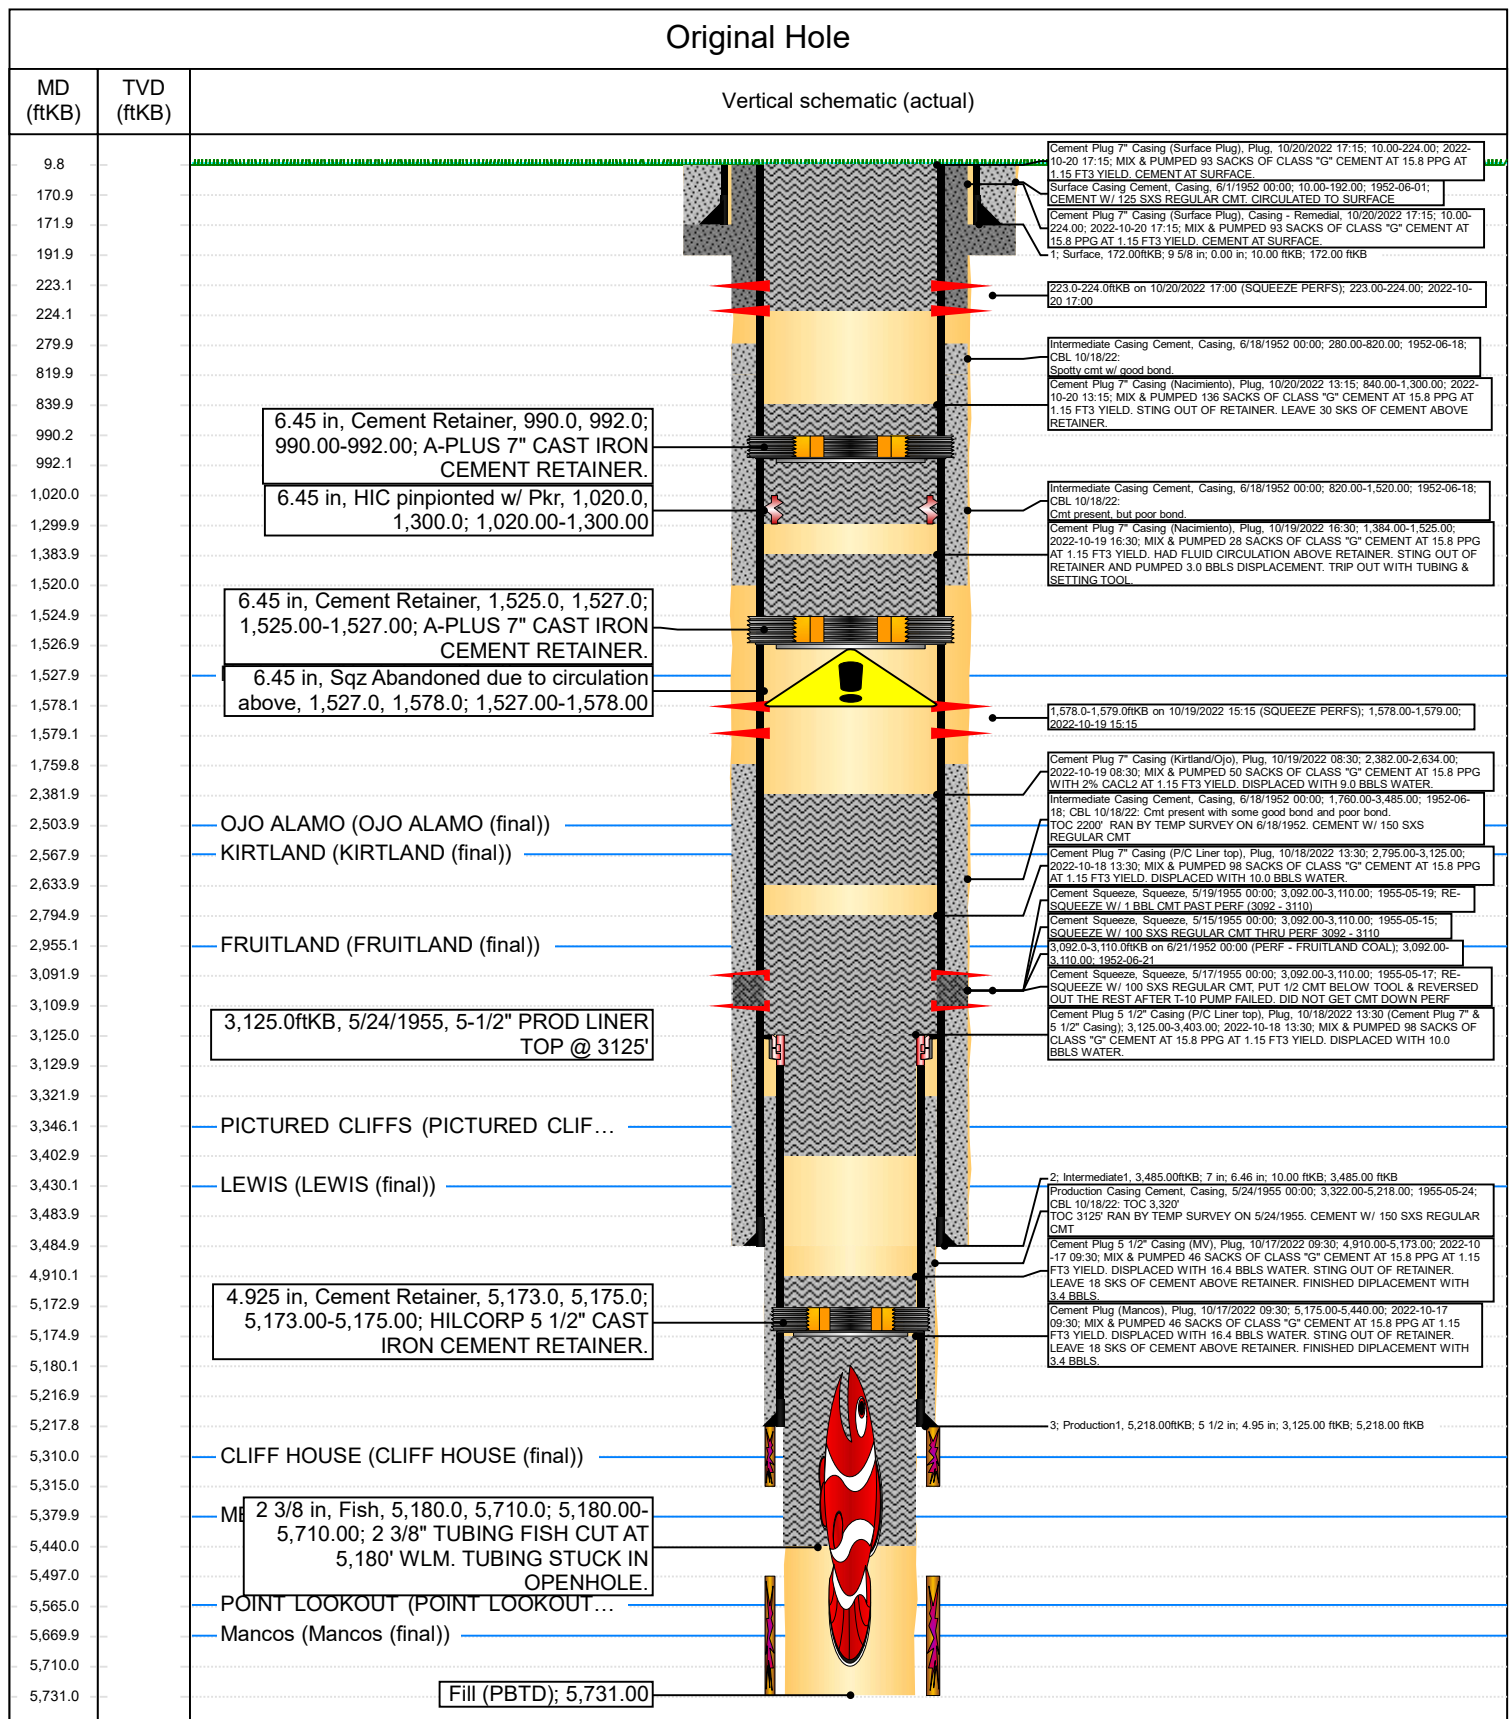 Original Hole
MD
(ftKB)
TVD
(ftKB)
Vertical schematic (actual)
9.8
170.9
171.9
191.9
223.1
224.1
279.9
819.9
839.9
990.2
992.1
1,020.0
1,299.9
1,383.9
1,520.0
1,524.9
1,526.9
1,527.9
1,578.1
1,579.1
1,759.8
2,381.9
2,503.9
2,567.9
2,633.9
2,794.9
2,955.1
3,091.9
3,109.9
3,125.0
3,129.9
3,321.9
3,346.1
3,402.9
3,430.1
3,483.9
3,484.9
4,910.1
5,172.9
5,174.9
5,180.1
5,216.9
5,217.8
5,310.0
5,315.0
5,379.9
5,440.0
5,497.0
5,565.0
5,669.9
5,710.0
5,731.0
6.45 in, Cement Retainer, 990.0, 992.0;
990.00-992.00; A-PLUS 7" CAST IRON
CEMENT RETAINER.
6.45 in, HIC pinpionted w/ Pkr, 1,020.0,
1,300.0; 1,020.00-1,300.00
6.45 in, Cement Retainer, 1,525.0, 1,527.0;
1,525.00-1,527.00; A-PLUS 7" CAST IRON
CEMENT RETAINER.
6.45 in, Sqz Abandoned due to circulation
above, 1,527.0, 1,578.0; 1,527.00-1,578.00
OJO ALAMO (OJO ALAMO (final))
KIRTLAND (KIRTLAND (final))
FRUITLAND (FRUITLAND (final))
3,125.0ftKB, 5/24/1955, 5-1/2" PROD LINER
TOP @ 3125'
PICTURED CLIFFS (PICTURED CLIF…
LEWIS (LEWIS (final))
4.925 in, Cement Retainer, 5,173.0, 5,175.0;
5,173.00-5,175.00; HILCORP 5 1/2" CAST
IRON CEMENT RETAINER.
CLIFF HOUSE (CLIFF HOUSE (final))
ME
2 3/8 in, Fish, 5,180.0, 5,710.0; 5,180.00-
5,710.00; 2 3/8" TUBING FISH CUT AT
5,180' WLM. TUBING STUCK IN
OPENHOLE.
POINT LOOKOUT (POINT LOOKOUT…
Mancos (Mancos (final))
Fill (PBTD); 5,731.00
Cement Plug 7" Casing (Surface Plug), Plug, 10/20/2022 17:15; 10.00-224.00; 2022-
10-20 17:15; MIX & PUMPED 93 SACKS OF CLASS "G" CEMENT AT 15.8 PPG AT
1.15 FT3 YIELD. CEMENT AT SURFACE.
Surface Casing Cement, Casing, 6/1/1952 00:00; 10.00-192.00; 1952-06-01;
CEMENT W/ 125 SXS REGULAR CMT. CIRCULATED TO SURFACE
Cement Plug 7" Casing (Surface Plug), Casing - Remedial, 10/20/2022 17:15; 10.00-
224.00; 2022-10-20 17:15; MIX & PUMPED 93 SACKS OF CLASS "G" CEMENT AT
15.8 PPG AT 1.15 FT3 YIELD. CEMENT AT SURFACE.
1; Surface, 172.00ftKB; 9 5/8 in; 0.00 in; 10.00 ftKB; 172.00 ftKB
223.0-224.0ftKB on 10/20/2022 17:00 (SQUEEZE PERFS); 223.00-224.00; 2022-10-
20 17:00
Intermediate Casing Cement, Casing, 6/18/1952 00:00; 280.00-820.00; 1952-06-18;
CBL 10/18/22:
Spotty cmt w/ good bond.
Cement Plug 7" Casing (Nacimiento), Plug, 10/20/2022 13:15; 840.00-1,300.00; 2022-
10-20 13:15; MIX & PUMPED 136 SACKS OF CLASS "G" CEMENT AT 15.8 PPG AT
1.15 FT3 YIELD. STING OUT OF RETAINER. LEAVE 30 SKS OF CEMENT ABOVE
RETAINER.
Intermediate Casing Cement, Casing, 6/18/1952 00:00; 820.00-1,520.00; 1952-06-18;
CBL 10/18/22:
Cmt present, but poor bond.
Cement Plug 7" Casing (Nacimiento), Plug, 10/19/2022 16:30; 1,384.00-1,525.00;
2022-10-19 16:30; MIX & PUMPED 28 SACKS OF CLASS "G" CEMENT AT 15.8 PPG
AT 1.15 FT3 YIELD. HAD FLUID CIRCULATION ABOVE RETAINER. STING OUT OF
RETAINER AND PUMPED 3.0 BBLS DISPLACEMENT. TRIP OUT WITH TUBING &
SETTING TOOL.
1,578.0-1,579.0ftKB on 10/19/2022 15:15 (SQUEEZE PERFS); 1,578.00-1,579.00;
2022-10-19 15:15
Cement Plug 7" Casing (Kirtland/Ojo), Plug, 10/19/2022 08:30; 2,382.00-2,634.00;
2022-10-19 08:30; MIX & PUMPED 50 SACKS OF CLASS "G" CEMENT AT 15.8 PPG
WITH 2% CACL2 AT 1.15 FT3 YIELD. DISPLACED WITH 9.0 BBLS WATER.
Intermediate Casing Cement, Casing, 6/18/1952 00:00; 1,760.00-3,485.00; 1952-06-
18; CBL 10/18/22: Cmt present with some good bond and poor bond.
TOC 2200' RAN BY TEMP SURVEY ON 6/18/1952. CEMENT W/ 150 SXS
REGULAR CMT
Cement Plug 7" Casing (P/C Liner top), Plug, 10/18/2022 13:30; 2,795.00-3,125.00;
2022-10-18 13:30; MIX & PUMPED 98 SACKS OF CLASS "G" CEMENT AT 15.8 PPG
AT 1.15 FT3 YIELD. DISPLACED WITH 10.0 BBLS WATER.
Cement Squeeze, Squeeze, 5/19/1955 00:00; 3,092.00-3,110.00; 1955-05-19; RE-
SQUEEZE W/ 1 BBL CMT PAST PERF (3092 - 3110)
Cement Squeeze, Squeeze, 5/15/1955 00:00; 3,092.00-3,110.00; 1955-05-15;
SQUEEZE W/ 100 SXS REGULAR CMT THRU PERF 3092 - 3110
3,092.0-3,110.0ftKB on 6/21/1952 00:00 (PERF - FRUITLAND COAL); 3,092.00-
3,110.00; 1952-06-21
Cement Squeeze, Squeeze, 5/17/1955 00:00; 3,092.00-3,110.00; 1955-05-17; RE-
SQUEEZE W/ 100 SXS REGULAR CMT, PUT 1/2 CMT BELOW TOOL & REVERSED
OUT THE REST AFTER T-10 PUMP FAILED. DID NOT GET CMT DOWN PERF
Cement Plug 5 1/2" Casing (P/C Liner top), Plug, 10/18/2022 13:30 (Cement Plug 7" &
5 1/2" Casing); 3,125.00-3,403.00; 2022-10-18 13:30; MIX & PUMPED 98 SACKS OF
CLASS "G" CEMENT AT 15.8 PPG AT 1.15 FT3 YIELD. DISPLACED WITH 10.0
BBLS WATER.
2; Intermediate1, 3,485.00ftKB; 7 in; 6.46 in; 10.00 ftKB; 3,485.00 ftKB
Production Casing Cement, Casing, 5/24/1955 00:00; 3,322.00-5,218.00; 1955-05-24;
CBL 10/18/22: TOC 3,320'
TOC 3125' RAN BY TEMP SURVEY ON 5/24/1955. CEMENT W/ 150 SXS REGULAR
CMT
Cement Plug 5 1/2" Casing (MV), Plug, 10/17/2022 09:30; 4,910.00-5,173.00; 2022-10
-17 09:30; MIX & PUMPED 46 SACKS OF CLASS "G" CEMENT AT 15.8 PPG AT 1.15
FT3 YIELD. DISPLACED WITH 16.4 BBLS WATER. STING OUT OF RETAINER.
LEAVE 18 SKS OF CEMENT ABOVE RETAINER. FINISHED DIPLACEMENT WITH
3.4 BBLS.
Cement Plug (Mancos), Plug, 10/17/2022 09:30; 5,175.00-5,440.00; 2022-10-17
09:30; MIX & PUMPED 46 SACKS OF CLASS "G" CEMENT AT 15.8 PPG AT 1.15
FT3 YIELD. DISPLACED WITH 16.4 BBLS WATER. STING OUT OF RETAINER.
LEAVE 18 SKS OF CEMENT ABOVE RETAINER. FINISHED DIPLACEMENT WITH
3.4 BBLS.
3; Production1, 5,218.00ftKB; 5 1/2 in; 4.95 in; 3,125.00 ftKB; 5,218.00 ftKB